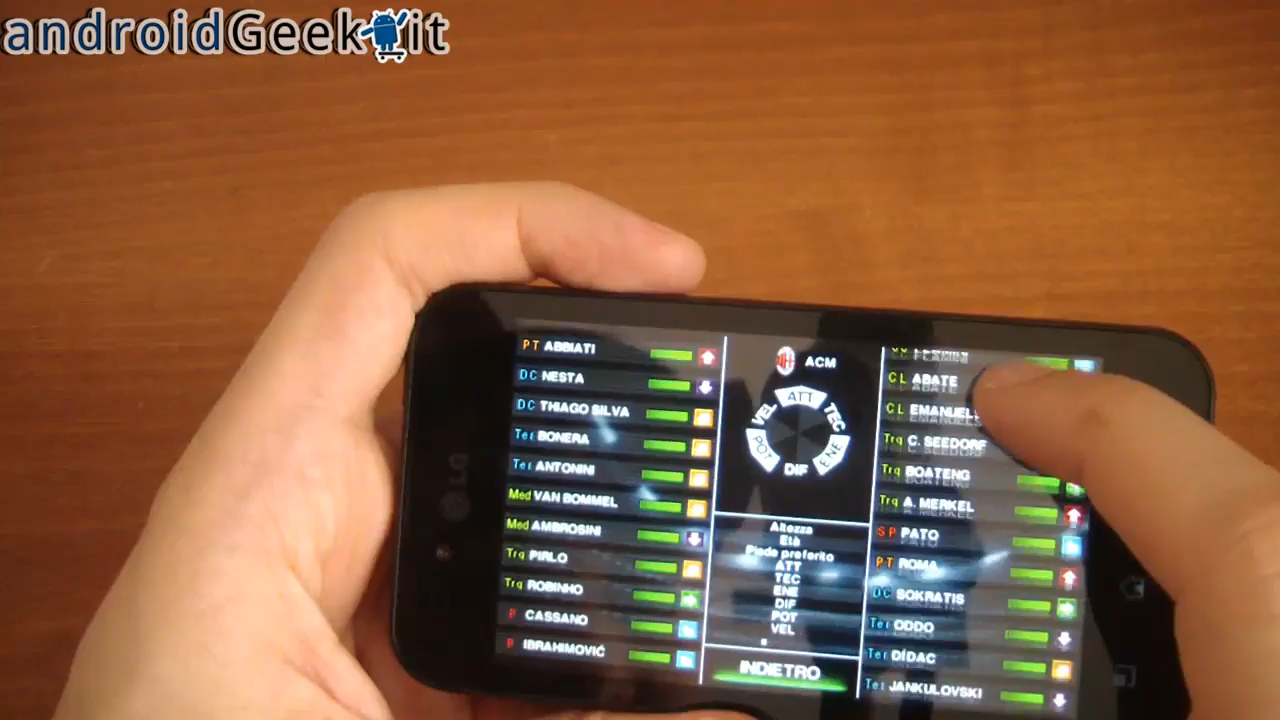 androidGeek it
LG
PT ABBIATI
DC NESTA
DC THIAGO SILVA
Ter BONERA
Ter ANTONINI
Med VAN BOMMEL
Med AMBROSINI
Trq PIRLO
Trq ROBINHO
P CASSANO
P IBRAHIMOVIĆ
ACM
ATT
TEC
ENE
DIF
POT
VEL
Altezza
Età
Piede preferito
ATT
TEC
ENE
DIF
POT
VEL
INDIETRO
CL ABATE
CL
Trq C. SEEDORF
Trq BOATENG
Trq A. MERKEL
SP PATO
PT ROMA
DC SOKRATIS
Ter ODDO
Ter DÍDAC
Ter JANKULOVSKI